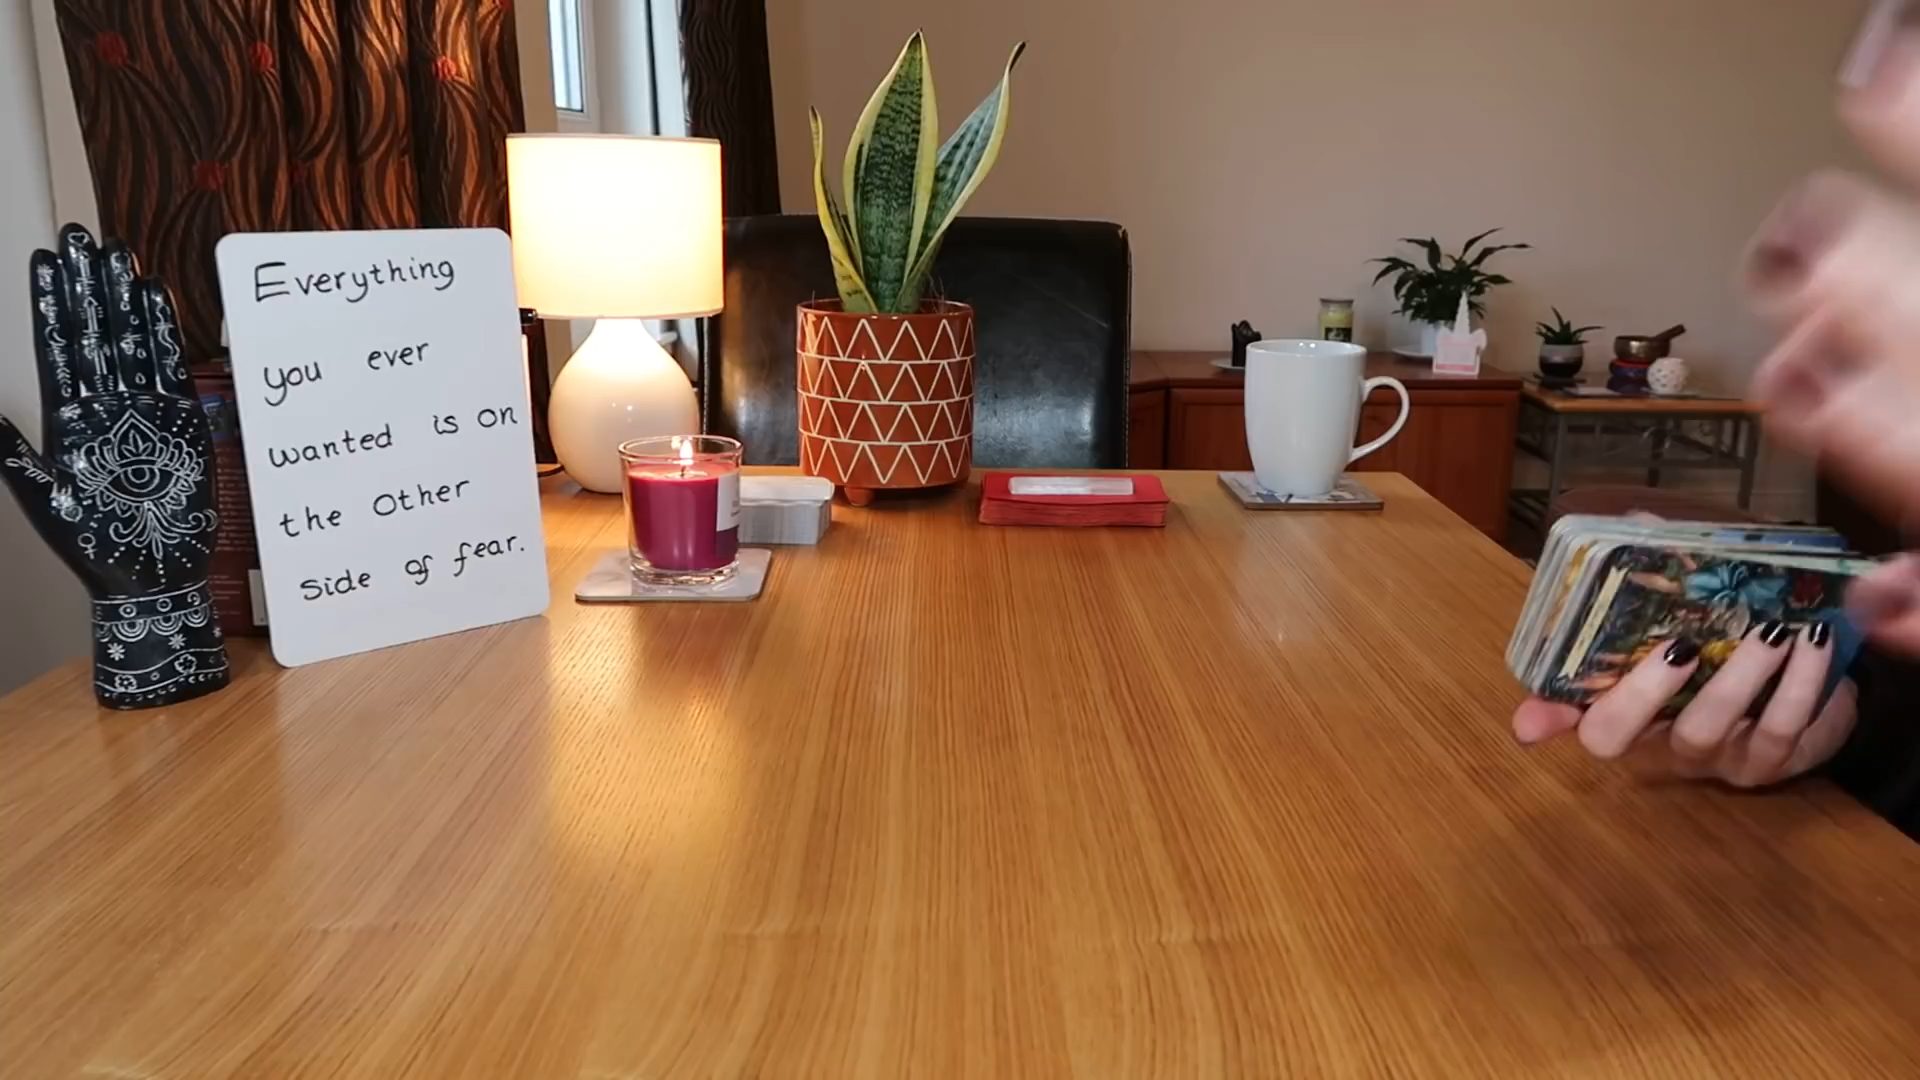 Everything
you ever
wanted is on
the other
side of fear.